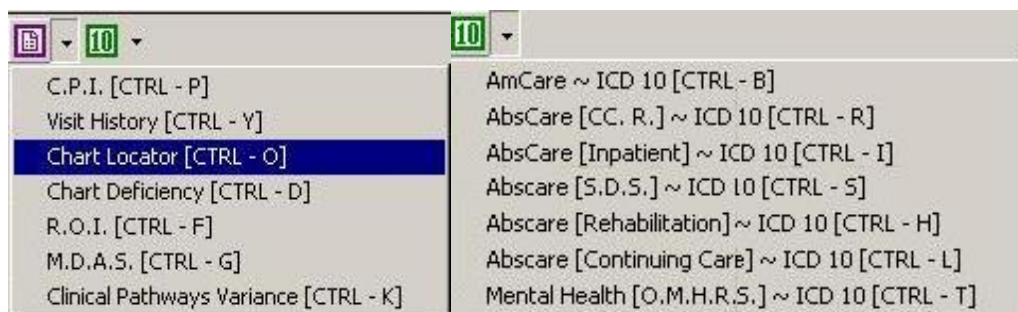 10
C.P.I. [CTRL - P]
Visit History [CTRL - Y]
Chart Locator [CTRL - O]
Chart Deficiency [CTRL - D]
R.O.I. [CTRL - F]
M.D.A.S. [CTRL - G]
Clinical Pathways Variance [CTRL - K]
10
AmCare ~ ICD 10 [CTRL - B]
AbsCare [CC. R.] ~ ICD 10 [CTRL - R]
AbsCare [Inpatient] ~ ICD 10 [CTRL - I]
Abscare [S.D.S.] ~ ICD 10 [CTRL - S]
Abscare [Rehabilitation] ~ ICD 10 [CTRL - H]
Abscare [Continuing Care] ~ ICD 10 [CTRL - L]
Mental Health [O.M.H.R.S.] ~ ICD 10 [CTRL - T]